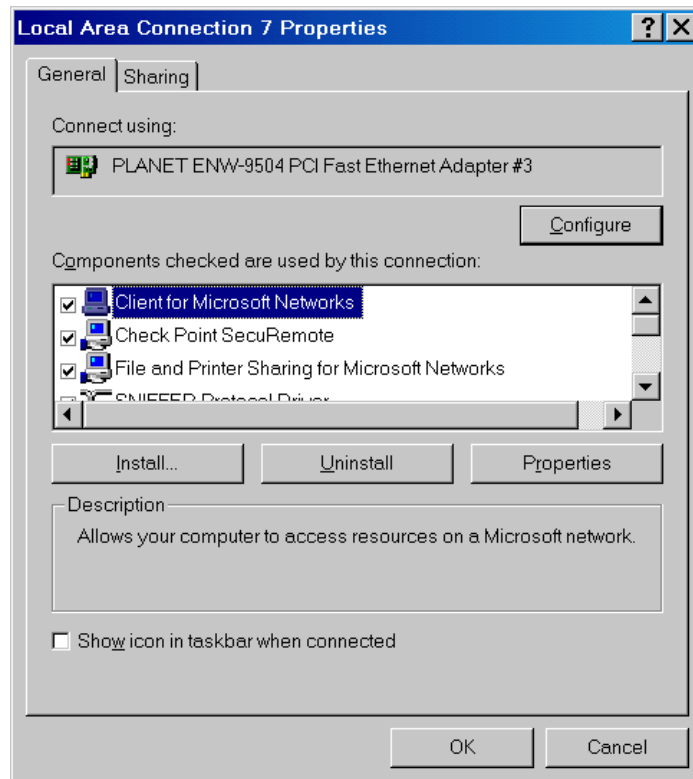 Local Area Connection 7 Properties
General Sharing
Connect using:
PLANET ENW-9504 PCI Fast Ethernet Adapter #3
Configure
Components checked are used by this connection:
Client for Microsoft Networks
Check Point SecuRemote
File and Printer Sharing for Microsoft Networks
SNIFFER Protocol Driver
Install... Uninstall Properties
Description
Allows your computer to access resources on a Microsoft network.
Show icon in taskbar when connected
OK Cancel